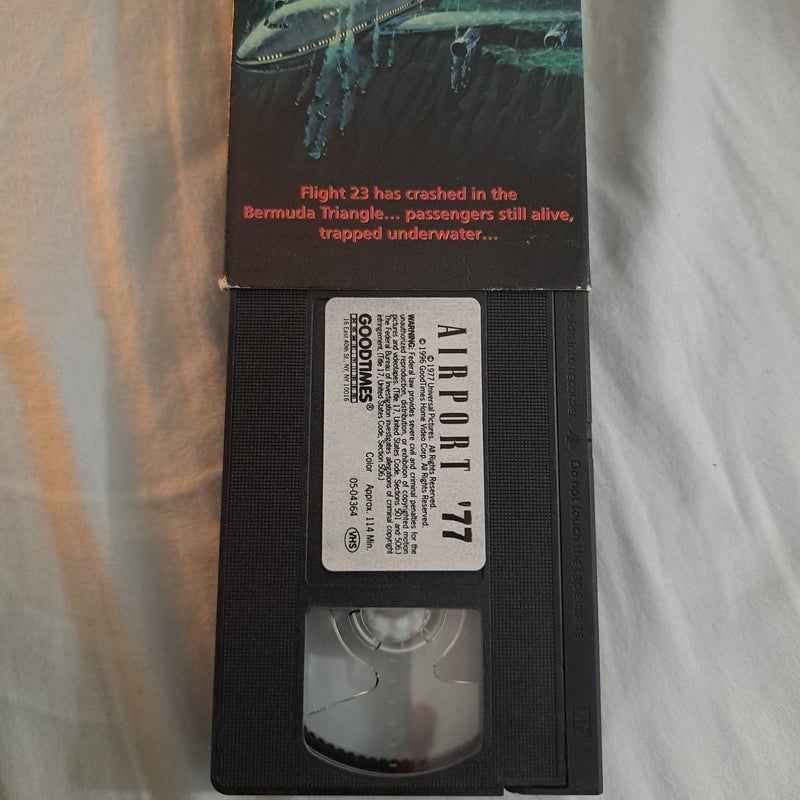 Flight 23 has crashed in the
Bermuda Triangle... passengers still alive,
trapped underwater...
AIRPORT '77
© 1977 Universal Pictures. All Rights Reserved.
© 1996 GoodTimes Home Video Corp. All Rights Reserved.
WARNING: Federal law provides severe civil and criminal penalties for the
unauthorized reproduction, distribution, or exhibition of copyrighted motion
pictures and videotapes. (Title 17, United States Code, Sections 501 and 506.)
The Federal Bureau of Investigation investigates allegations of criminal copyright
infringement. (Title 17, United States Code, Section 506.)
GOODTIMES®
HOME VIDEO
16 East 40th St., NY, NY 10016
Color Approx. 114 Min.
05-04364
VHS
side into recorder
Do not touch the tape inside